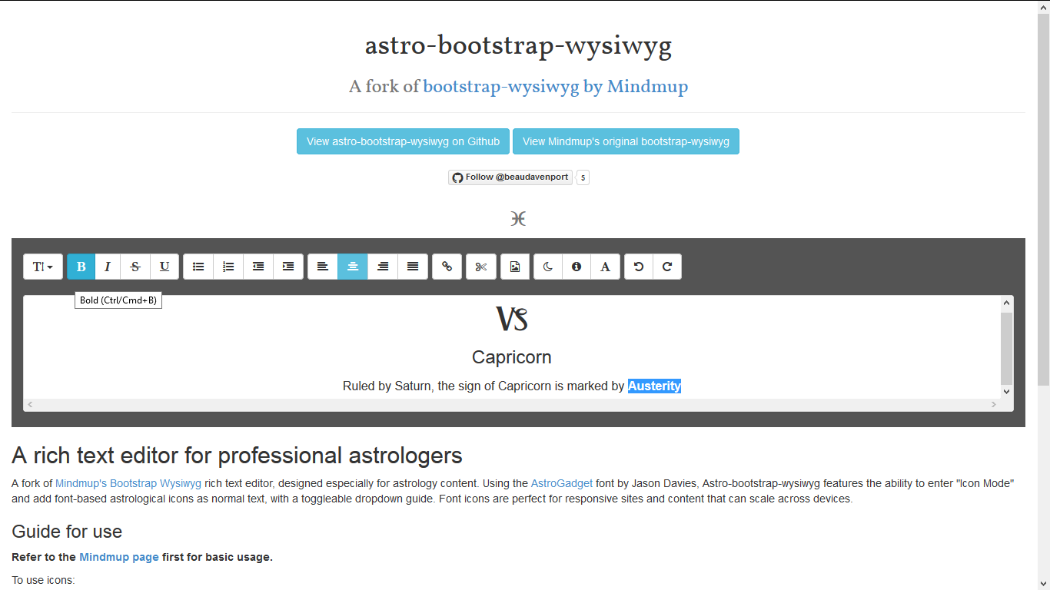 astro-bootstrap-wysiwyg
A fork of bootstrap-wysiwyg by Mindmup
View astro-bootstrap-wysiwyg on Github View Mindmup's original bootstrap-wysiwyg
Follow @beaudavenport 5
♓
TI B I S U A
Bold (Ctrl/Cmd+B)
♑
Capricorn
Ruled by Saturn, the sign of Capricorn is marked by Austerity
A rich text editor for professional astrologers
A fork of Mindmup's Bootstrap Wysiwyg rich text editor, designed especially for astrology content. Using the AstroGadget font by Jason Davies, Astro-bootstrap-wysiwyg features the ability to enter "Icon Mode"
and add font-based astrological icons as normal text, with a toggleable dropdown guide. Font icons are perfect for responsive sites and content that can scale across devices.
Guide for use
Refer to the Mindmup page first for basic usage.
To use icons: